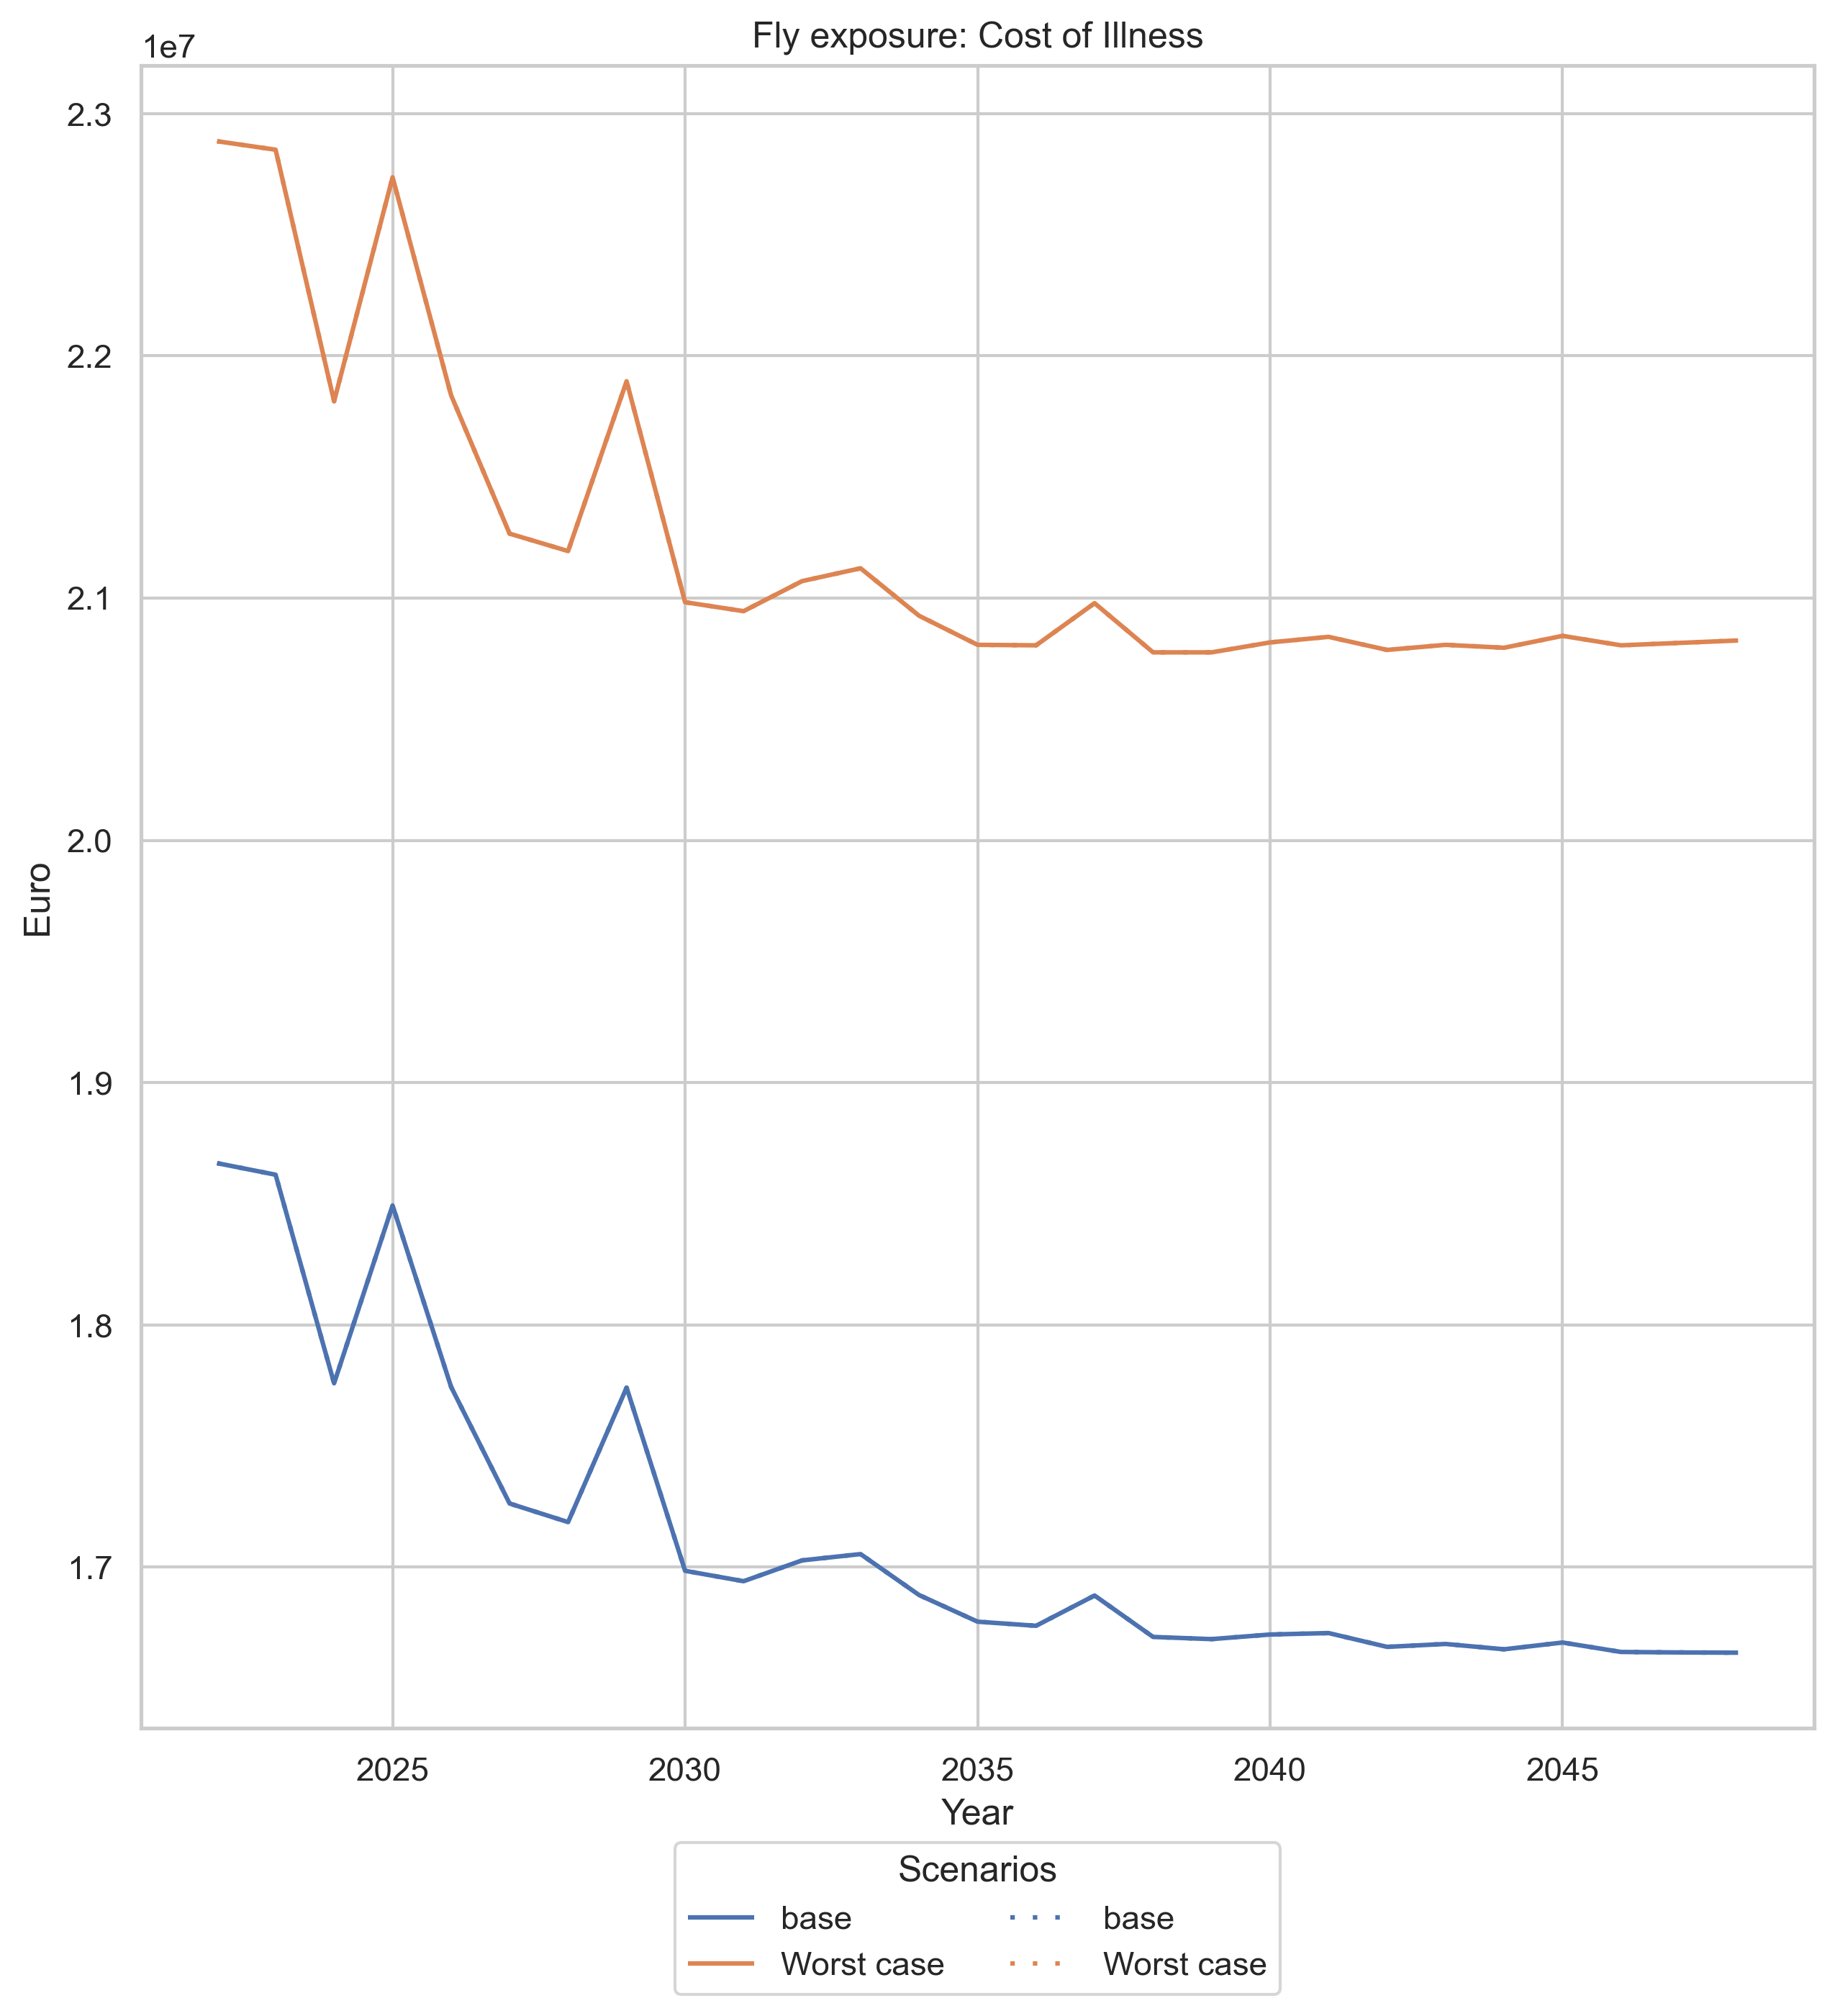 Fly exposure: Cost of Illness
1e7
2.3
2.2
2.1
2.0
1.9
1.8
1.7
Euro
2025 2030 2035 2040 2045
Year
Scenarios
base base
Worst case Worst case